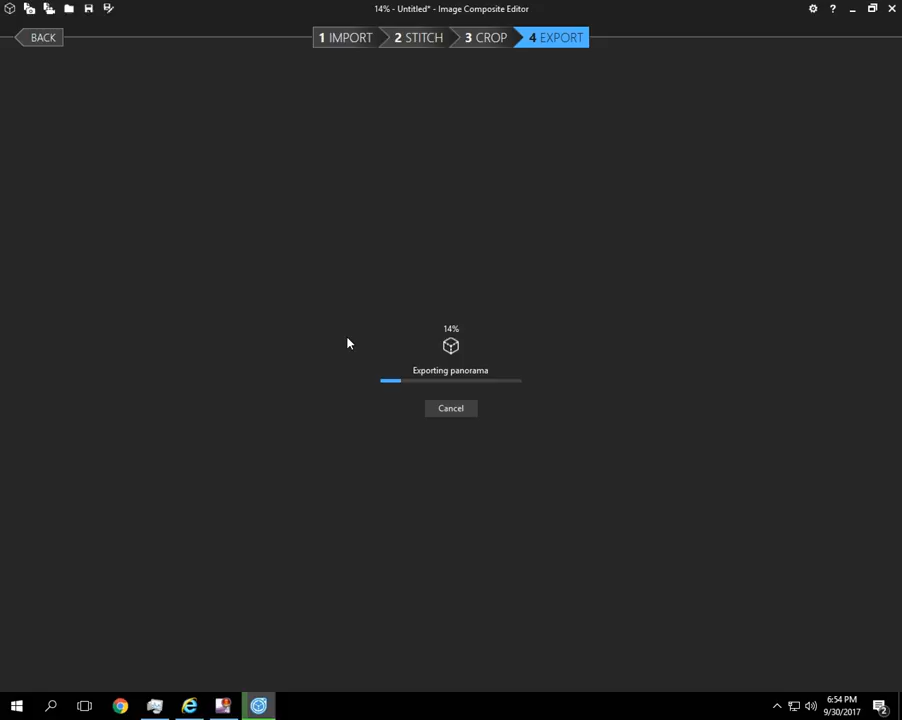 14% - Untitled* - Image Composite Editor
?
BACK
1 IMPORT
2 STITCH
3 CROP
4 EXPORT
14%
Exporting panorama
Cancel
6:54 PM
9/30/2017
2